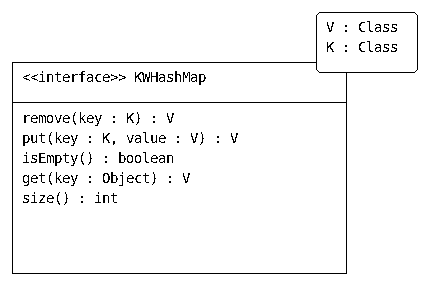 V : Class
K : Class
<<interface>> KWHashMap
remove(key : K) : V
put(key : K, value : V) : V
isEmpty() : boolean
get(key : Object) : V
size() : int